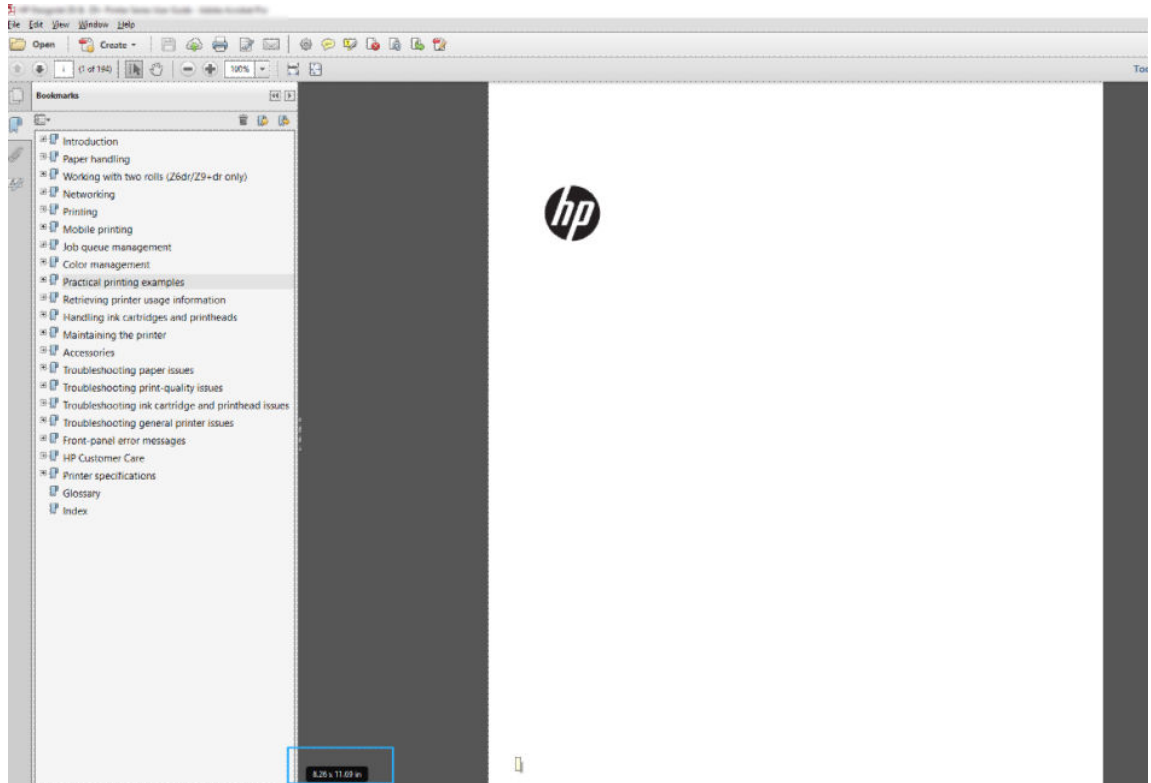 File Edit View Window Help
Open Create
1 (1 of 194) 100% Too
Bookmarks
Introduction
Paper handling
Working with two rolls (Z6dr/Z9+dr only)
Networking
Printing
Mobile printing
Job queue management
Color management
Practical printing examples
Retrieving printer usage information
Handling ink cartridges and printheads
Maintaining the printer
Accessories
Troubleshooting paper issues
Troubleshooting print-quality issues
Troubleshooting ink cartridge and printhead issues
Troubleshooting general printer issues
Front-panel error messages
HP Customer Care
Printer specifications
Glossary
Index
hp
8.26 x 11.69 in